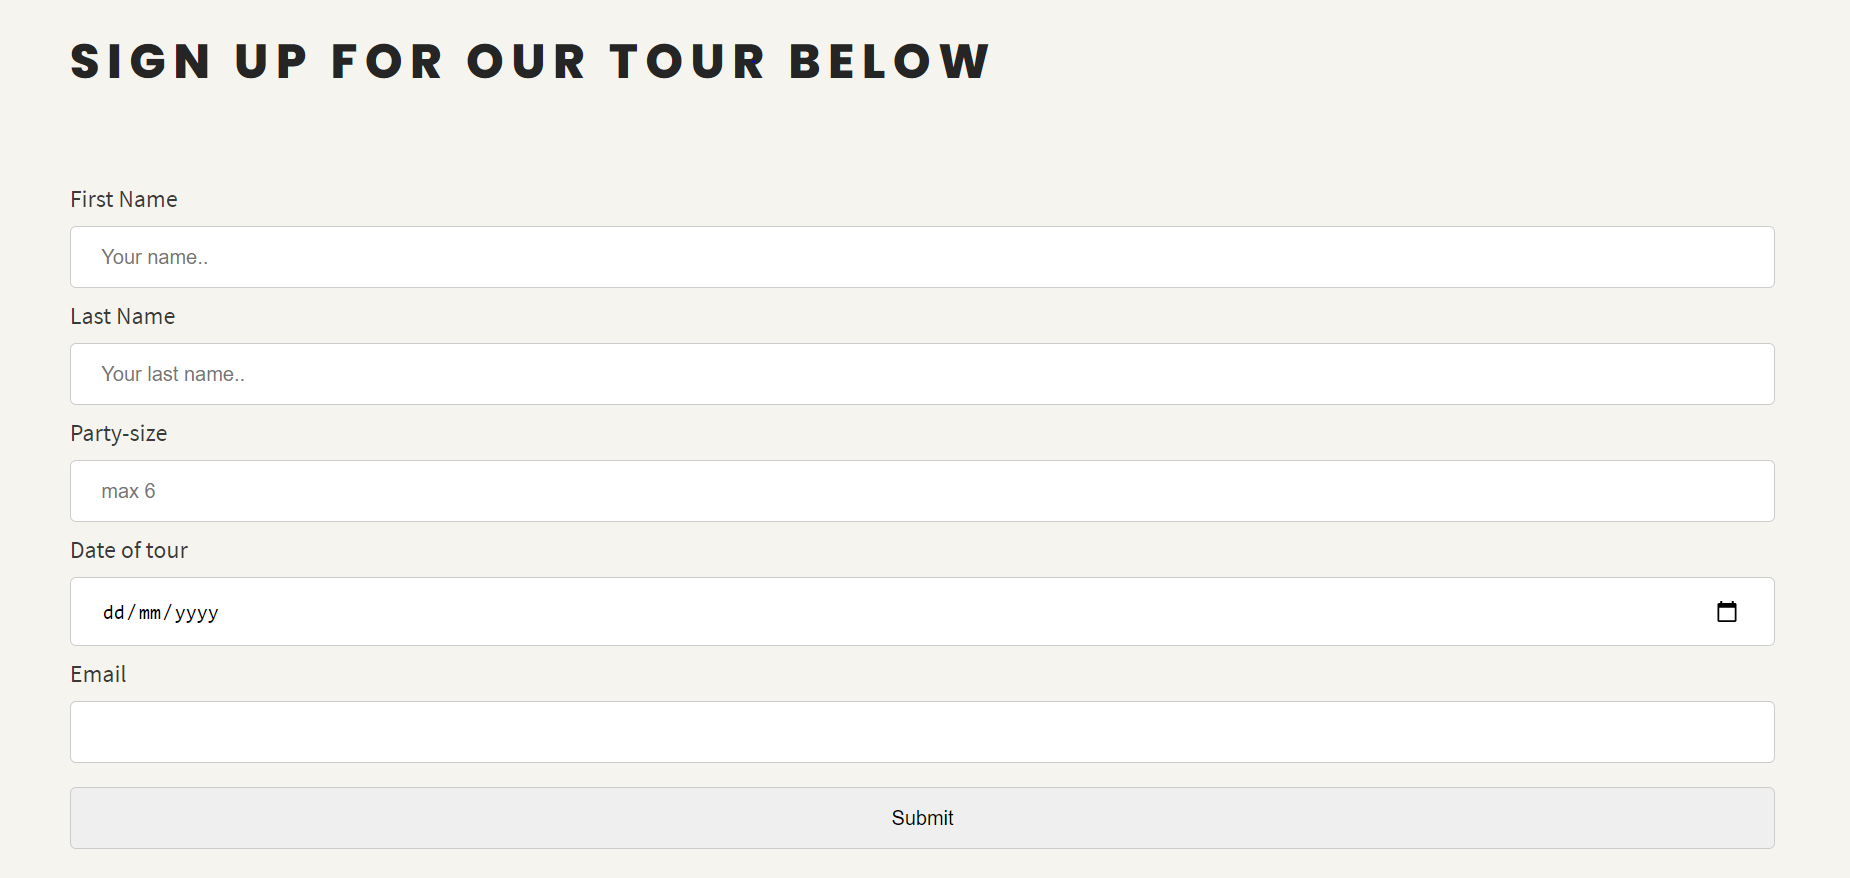 SIGN UP FOR OUR TOUR BELOW
First Name
Your name..
Last Name
Your last name..
Party-size
max 6
Date of tour
dd/mm/yyyy
Email
Submit